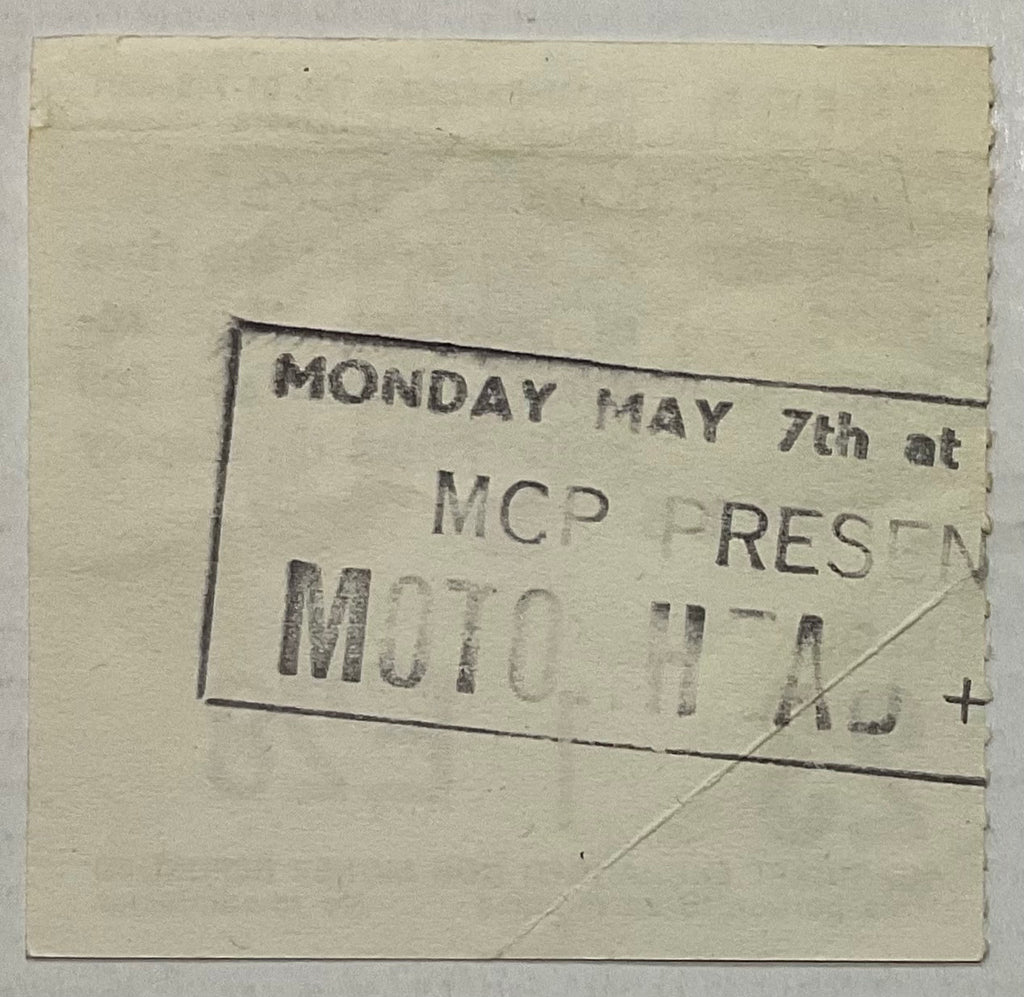 MONDAY MAY 7th at
MCP PRESEN
MOTO HEAD +